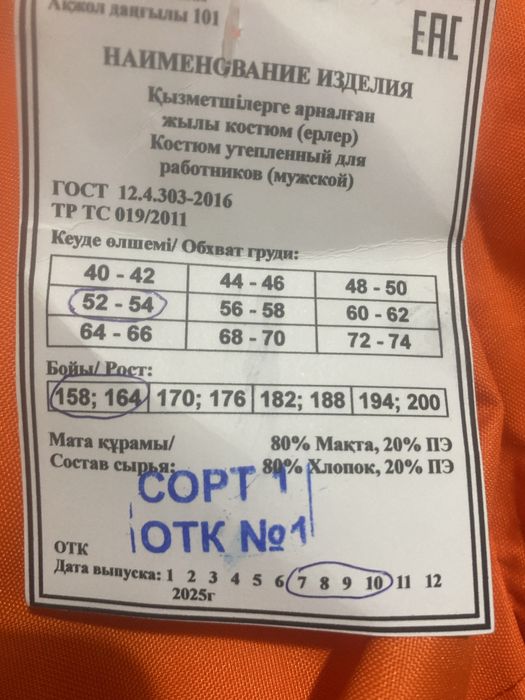 Ақжол даңғылы 101
ЕАС
НАИМЕНОВАНИЕ ИЗДЕЛИЯ
Қызметшілерге арналған
жылы костюм (ерлер)
Костюм утепленный для
работников (мужской)
ГОСТ 12.4.303-2016
ТР ТС 019/2011
Кеуде өлшемі/ Обхват груди:
40 - 42 44 - 46 48 - 50
52 - 54 56 - 58 60 - 62
64 - 66 68 - 70 72 - 74
Бойы/ Рост:
158; 164 170; 176 182; 188 194; 200
Мата құрамы/ 80% Мақта, 20% ПЭ
Состав сырья: 80% Хлопок, 20% ПЭ
СОРТ 1
ОТК №1
ОТК
Дата выпуска: 1 2 3 4 5 6 7 8 9 10 11 12
2025г